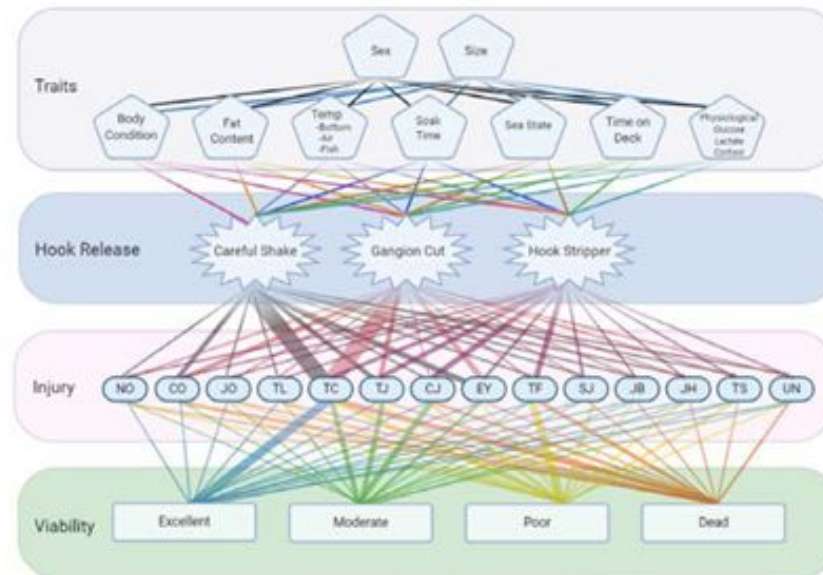 Traits
Sex
Size
Body
Condition
Fat
Content
Temp
-Bottom
-Air
-Fish
Soak
Time
Sea State
Time on
Deck
Physiological
Glucose
Lactate
Cortisol
Hook Release
Careful Shake
Gangion Cut
Hook Stripper
Injury
NO CO JO TL TC TJ CJ EY TF SJ JB JH TS UN
Viability
Excellent
Moderate
Poor
Dead